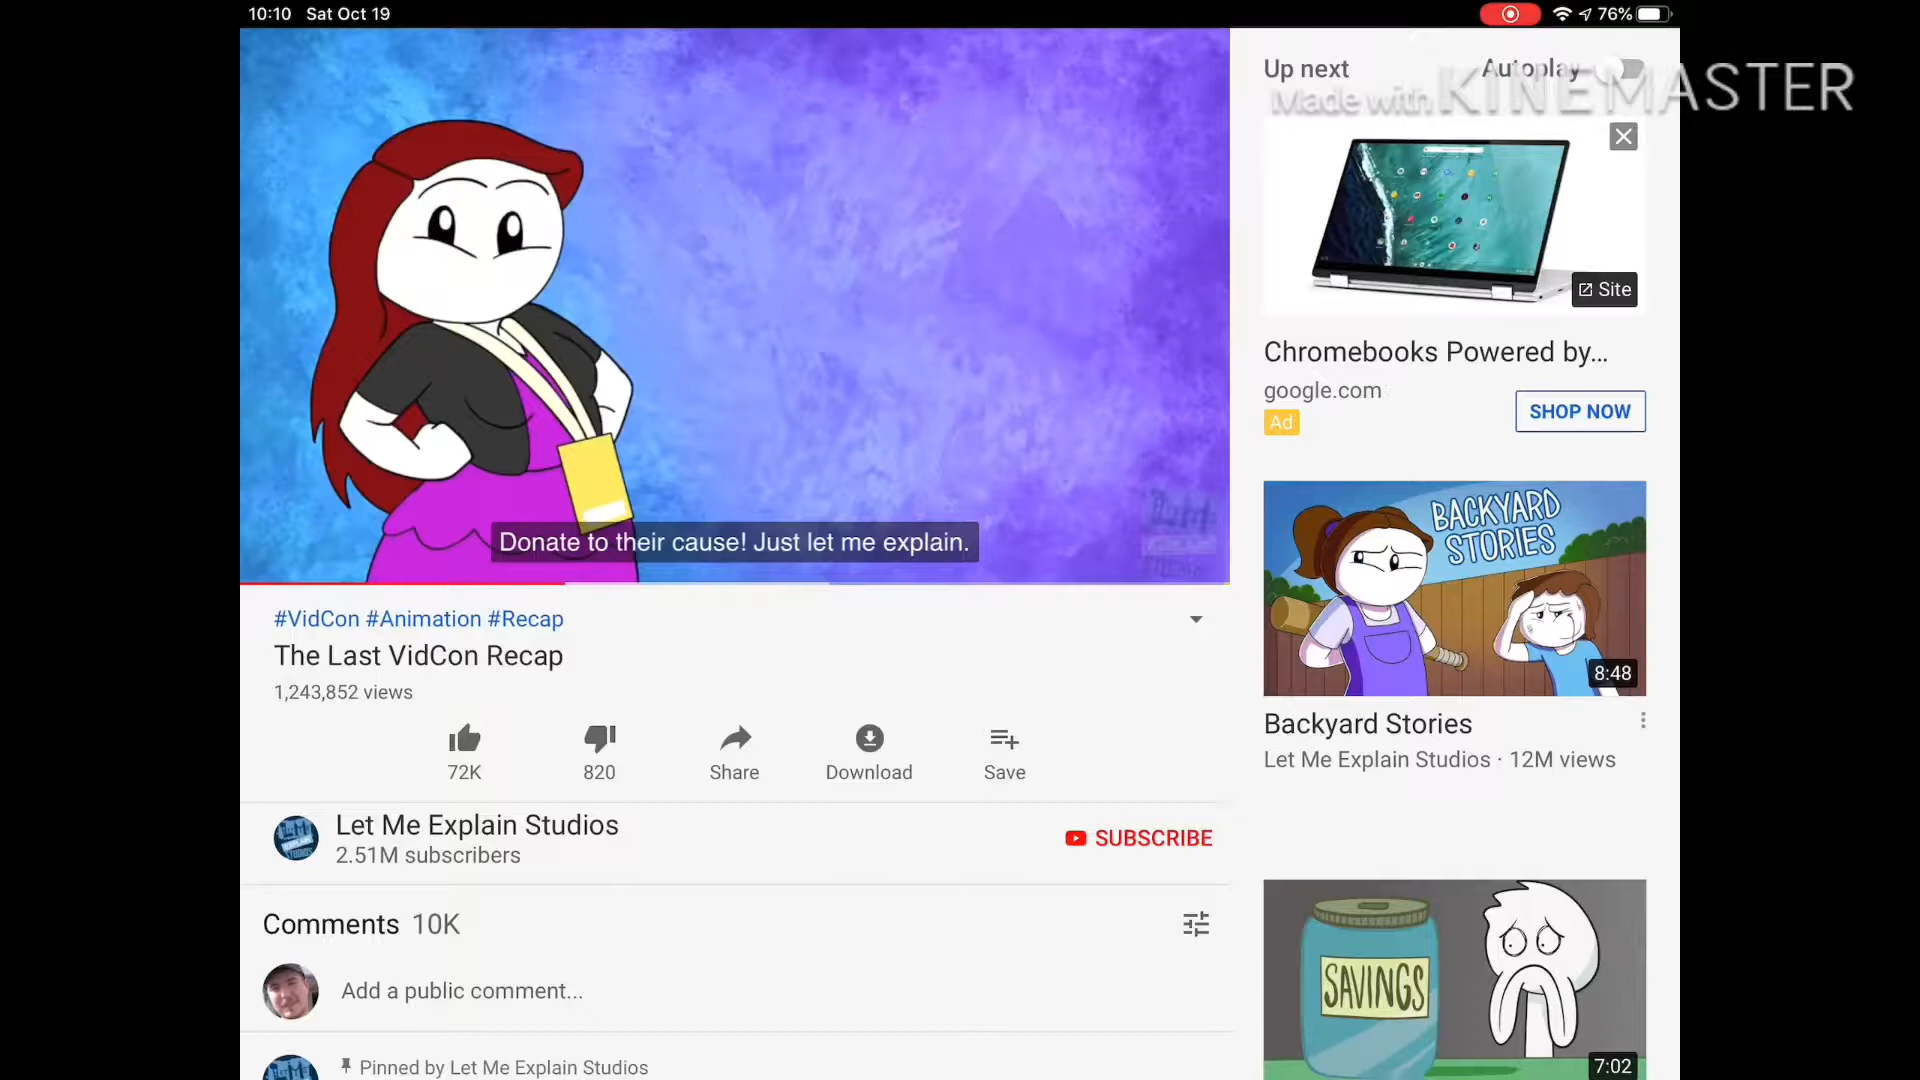 10:10 Sat Oct 19
76%
Up next
Autoplay
Made with KINEMASTER
Site
Chromebooks Powered by...
google.com
Ad
SHOP NOW
Donate to their cause! Just let me explain.
#VidCon #Animation #Recap
The Last VidCon Recap
1,243,852 views
72K
820
Share
Download
Save
Let Me Explain Studios
2.51M subscribers
SUBSCRIBE
Comments 10K
Add a public comment...
Pinned by Let Me Explain Studios
BACKYARD
STORIES
8:48
Backyard Stories
Let Me Explain Studios · 12M views
SAVINGS
7:02